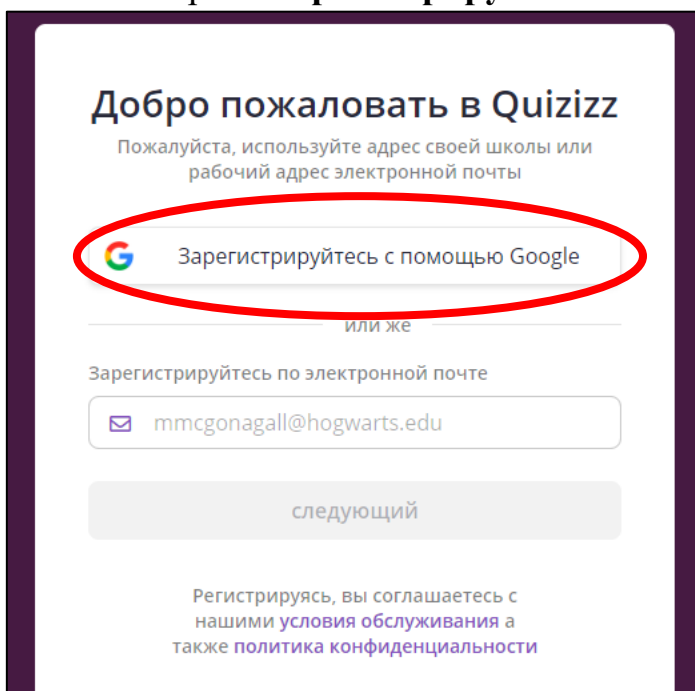 Добро пожаловать в Quizizz
Пожалуйста, используйте адрес своей школы или
рабочий адрес электронной почты
Зарегистрируйтесь с помощью Google
или же
Зарегистрируйтесь по электронной почте
mmcgonagall@hogwarts.edu
следующий
Регистрируясь, вы соглашаетесь с
нашими условия обслуживания а
также политика конфиденциальности